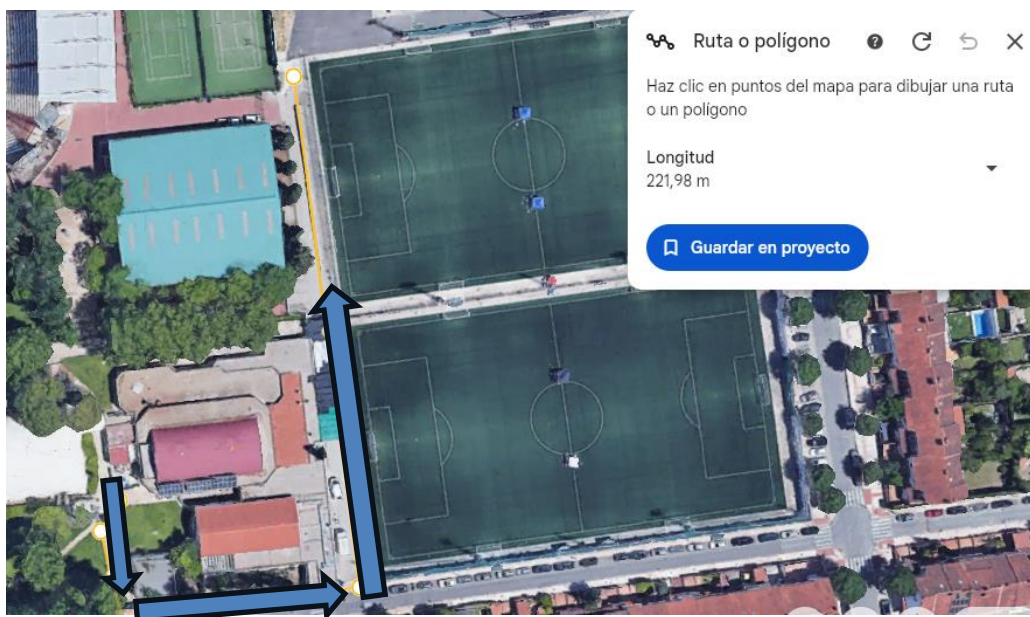 Ruta o polígono
Haz clic en puntos del mapa para dibujar una ruta
o un polígono
Longitud
221,98 m
Guardar en proyecto